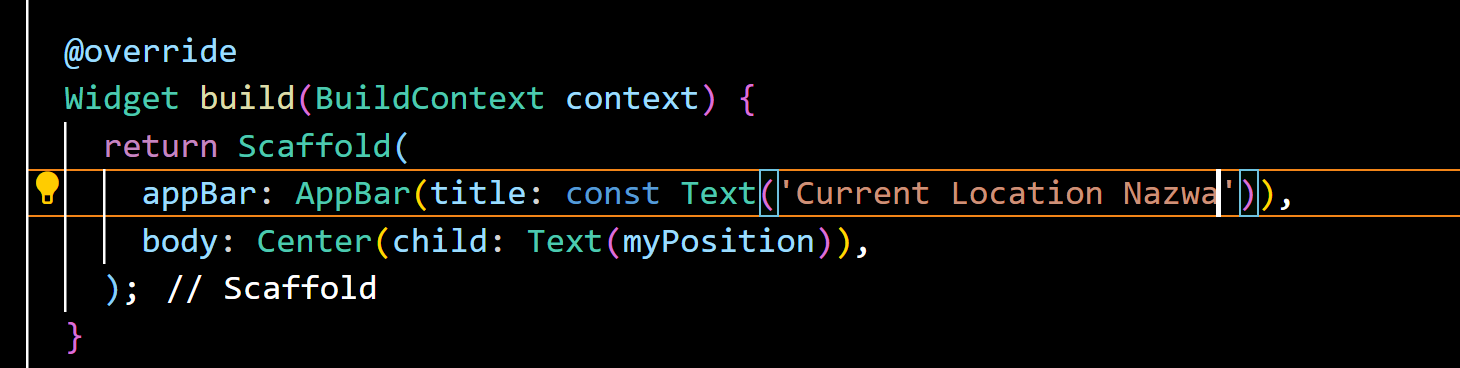 @override
Widget build(BuildContext context) {
return Scaffold(
appBar: AppBar(title: const Text('Current Location Nazwa')),
body: Center(child: Text(myPosition)),
); // Scaffold
}